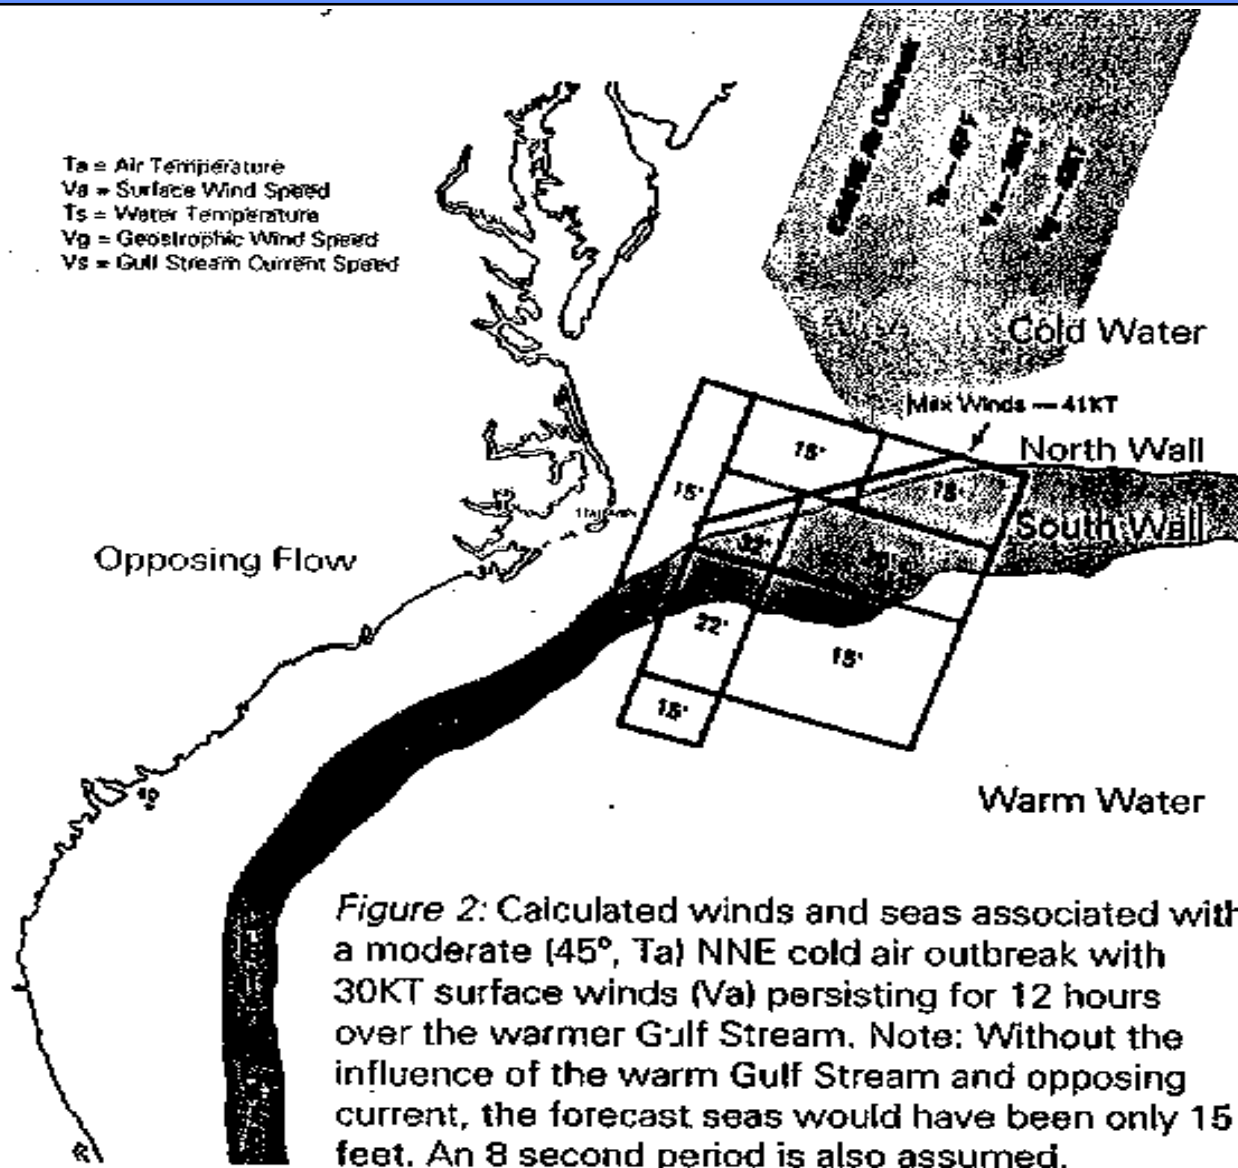 Ta = Air Temperature
Va = Surface Wind Speed
Ts = Water Temperature
Vg = Geostrophic Wind Speed
Vs = Gulf Stream Current Speed
Cold Water
Max Winds — 41KT
North Wall
15'
15'
15'
South Wall
32'
Opposing Flow
22'
15'
15'
Warm Water
Figure 2: Calculated winds and seas associated with
a moderate (45°, Ta) NNE cold air outbreak with
30KT surface winds (Va) persisting for 12 hours
over the warmer Gulf Stream. Note: Without the
influence of the warm Gulf Stream and opposing
current, the forecast seas would have been only 15
feet. An 8 second period is also assumed.